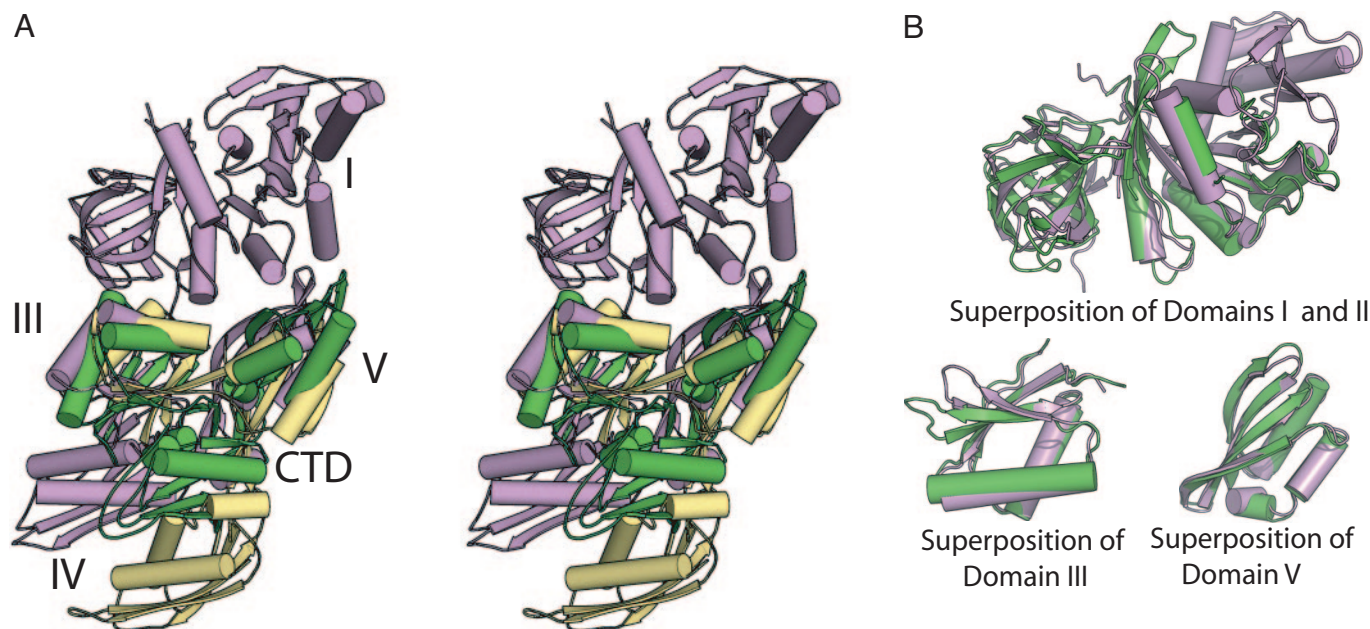 A
I
III
V
CTD
IV
B
Superposition of Domains I and II
Superposition of
Domain III
Superposition of
Domain V